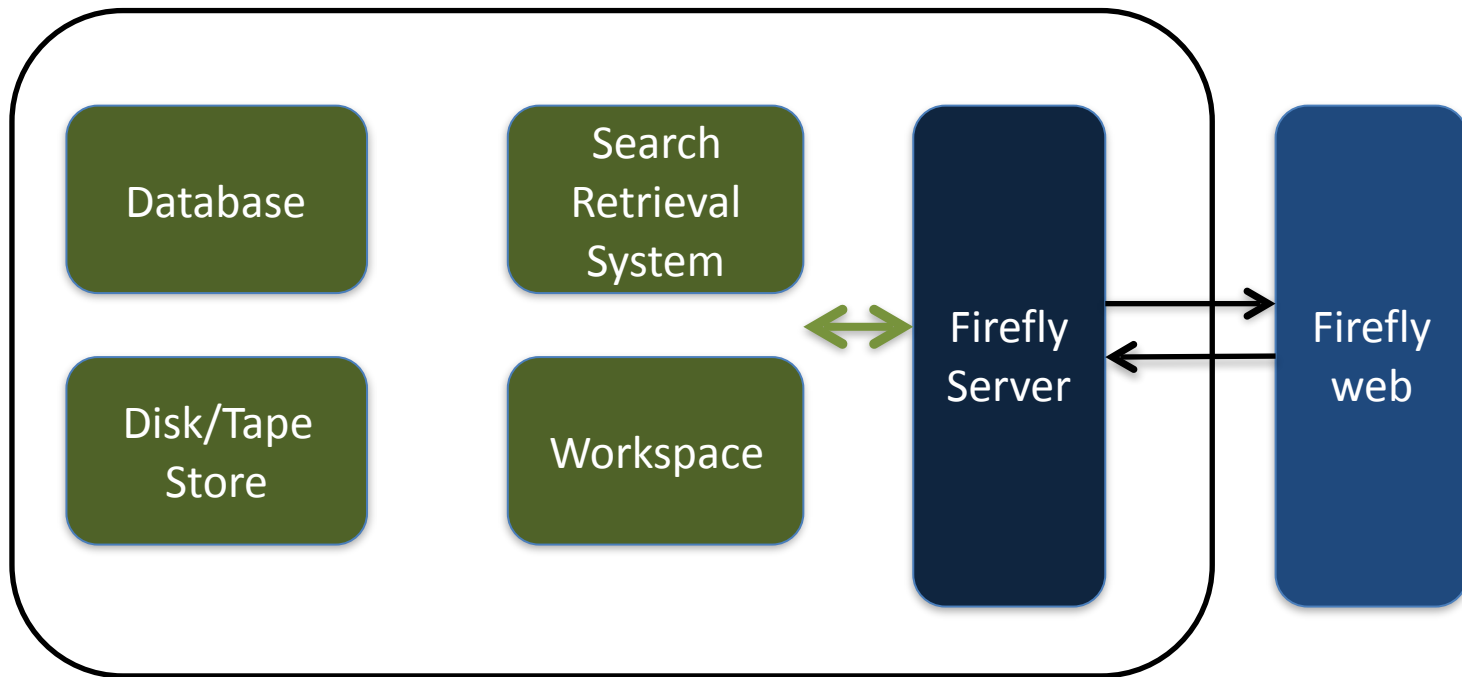 Database
Search
Retrieval
System
Disk/Tape
Store
Workspace
Firefly
Server
Firefly
web